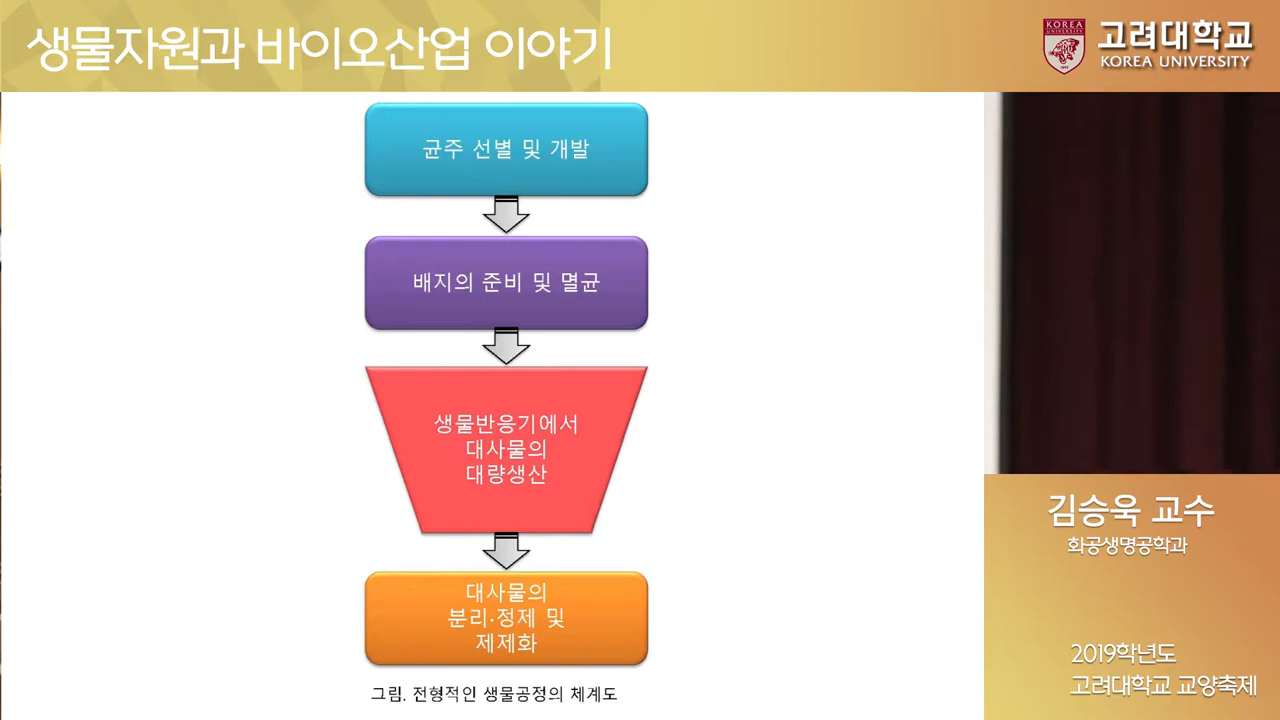 생물자원과 바이오산업 이야기
KOREA
UNIVERSITY
1905
고려대학교
KOREA UNIVERSITY
균주 선별 및 개발
배지의 준비 및 멸균
생물반응기에서
대사물의
대량생산
대사물의
분리·정제 및
제제화
그림. 전형적인 생물공정의 체계도
김승욱 교수
화공생명공학과
2019학년도
고려대학교 교양축제